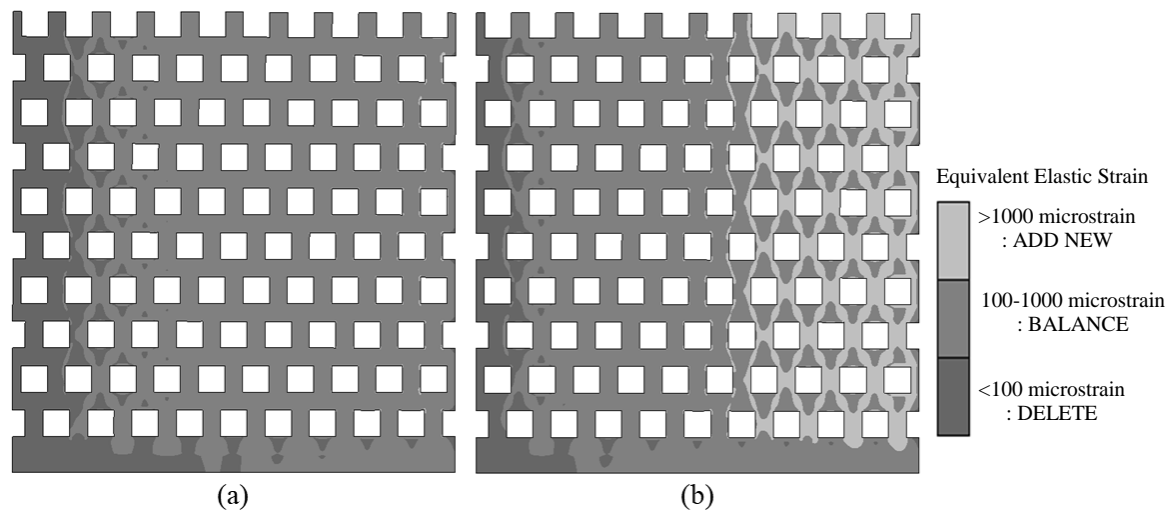 Equivalent Elastic Strain
>1000 microstrain
: ADD NEW
100-1000 microstrain
: BALANCE
<100 microstrain
: DELETE
(a)
(b)